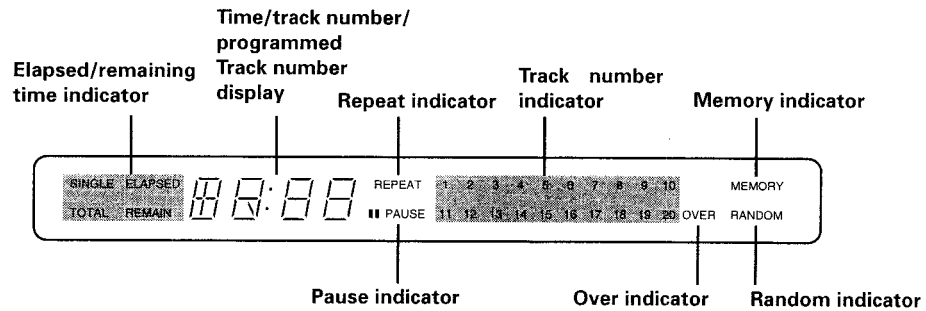 Time/track number/
programmed
Track number
display
Elapsed/remaining
time indicator
Repeat indicator
Track number
indicator
Memory indicator
SINGLE ELAPSED
TOTAL REMAIN
REPEAT
II PAUSE
1 2 3 4 5 6 7 8 9 10
11 12 13 14 15 16 17 18 19 20
OVER
MEMORY
RANDOM
Pause indicator
Over indicator
Random indicator